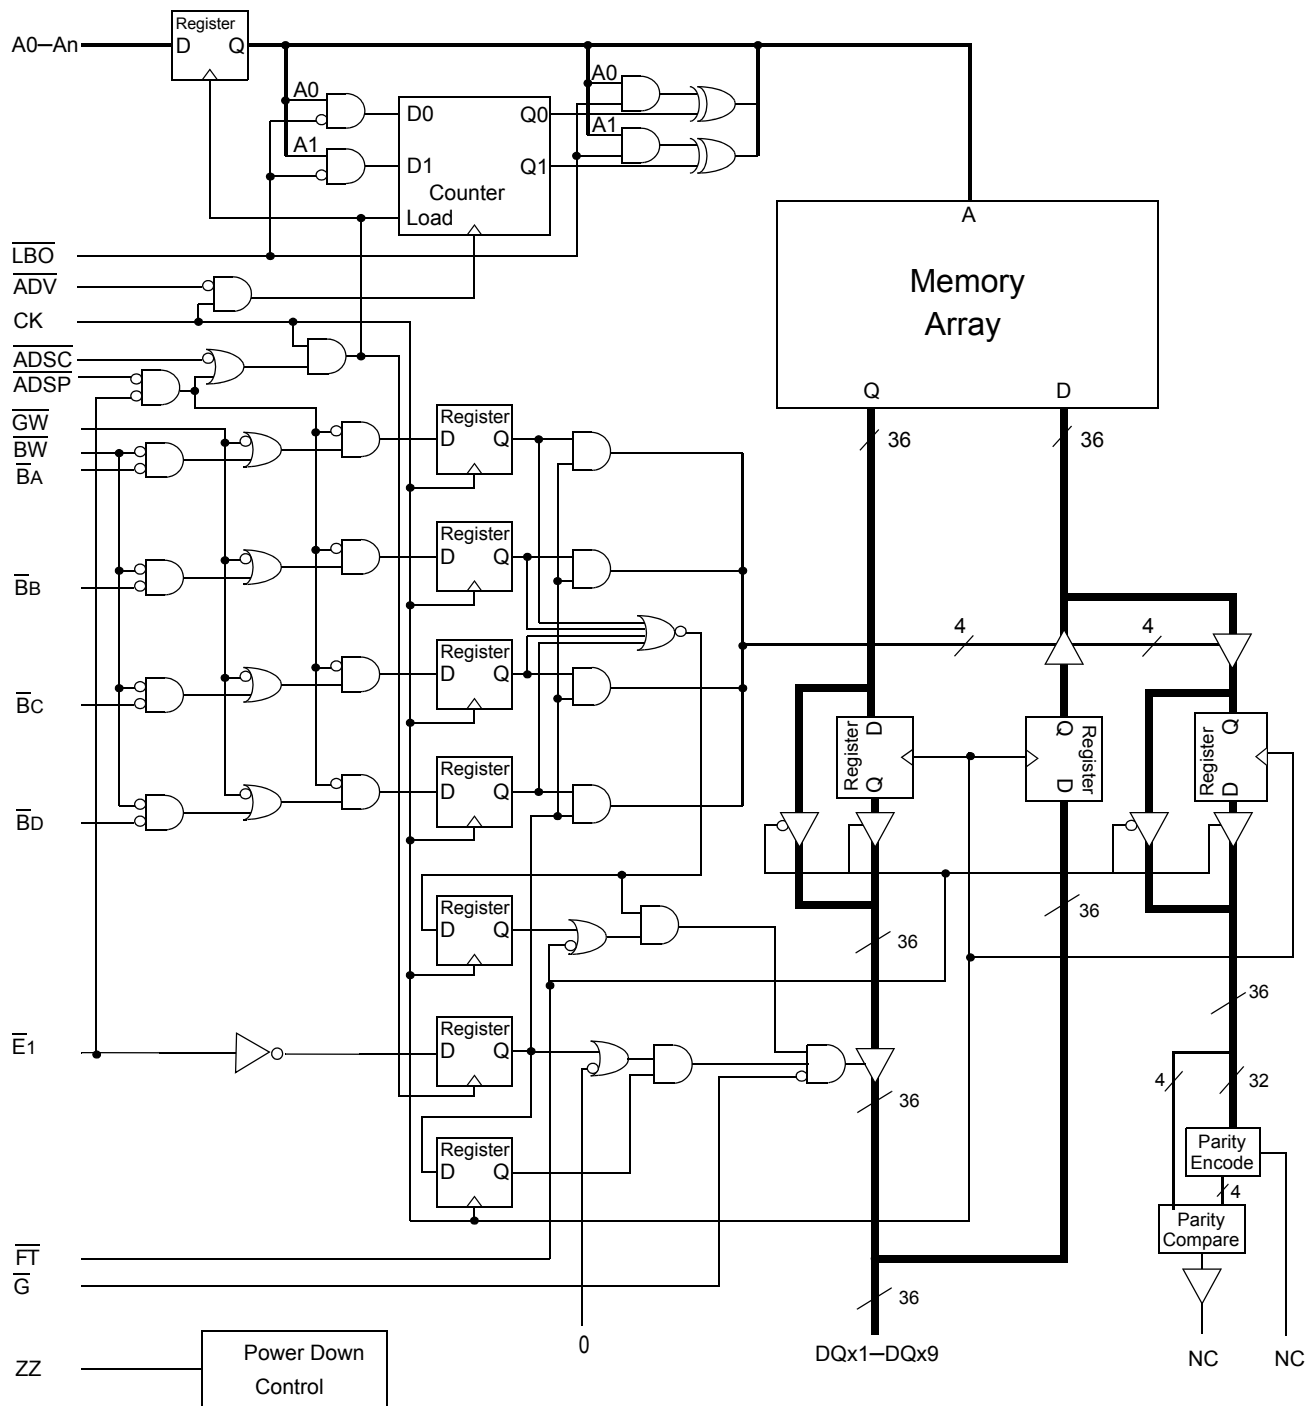 Register
A0—An
D Q
A0
A0
D0 Q0
A1
A1
D1 Q1
Counter
Load
A
LBO
ADV
Memory
Array
CK
ADSC
ADSP
Q D
GW
BW
BA
Register
D Q
36
36
Register
D Q
BB
4
4
Register
D Q
BC
Register
D
Q
Register
Q
D
Register
Q
D
Register
D Q
BD
Register
D Q
36
36
36
Register
D Q
E1
4
32
36
Register
D Q
Parity
Encode
4
Parity
Compare
FT
G
36
0
DQx1—DQx9
NC
NC
ZZ
Power Down
Control